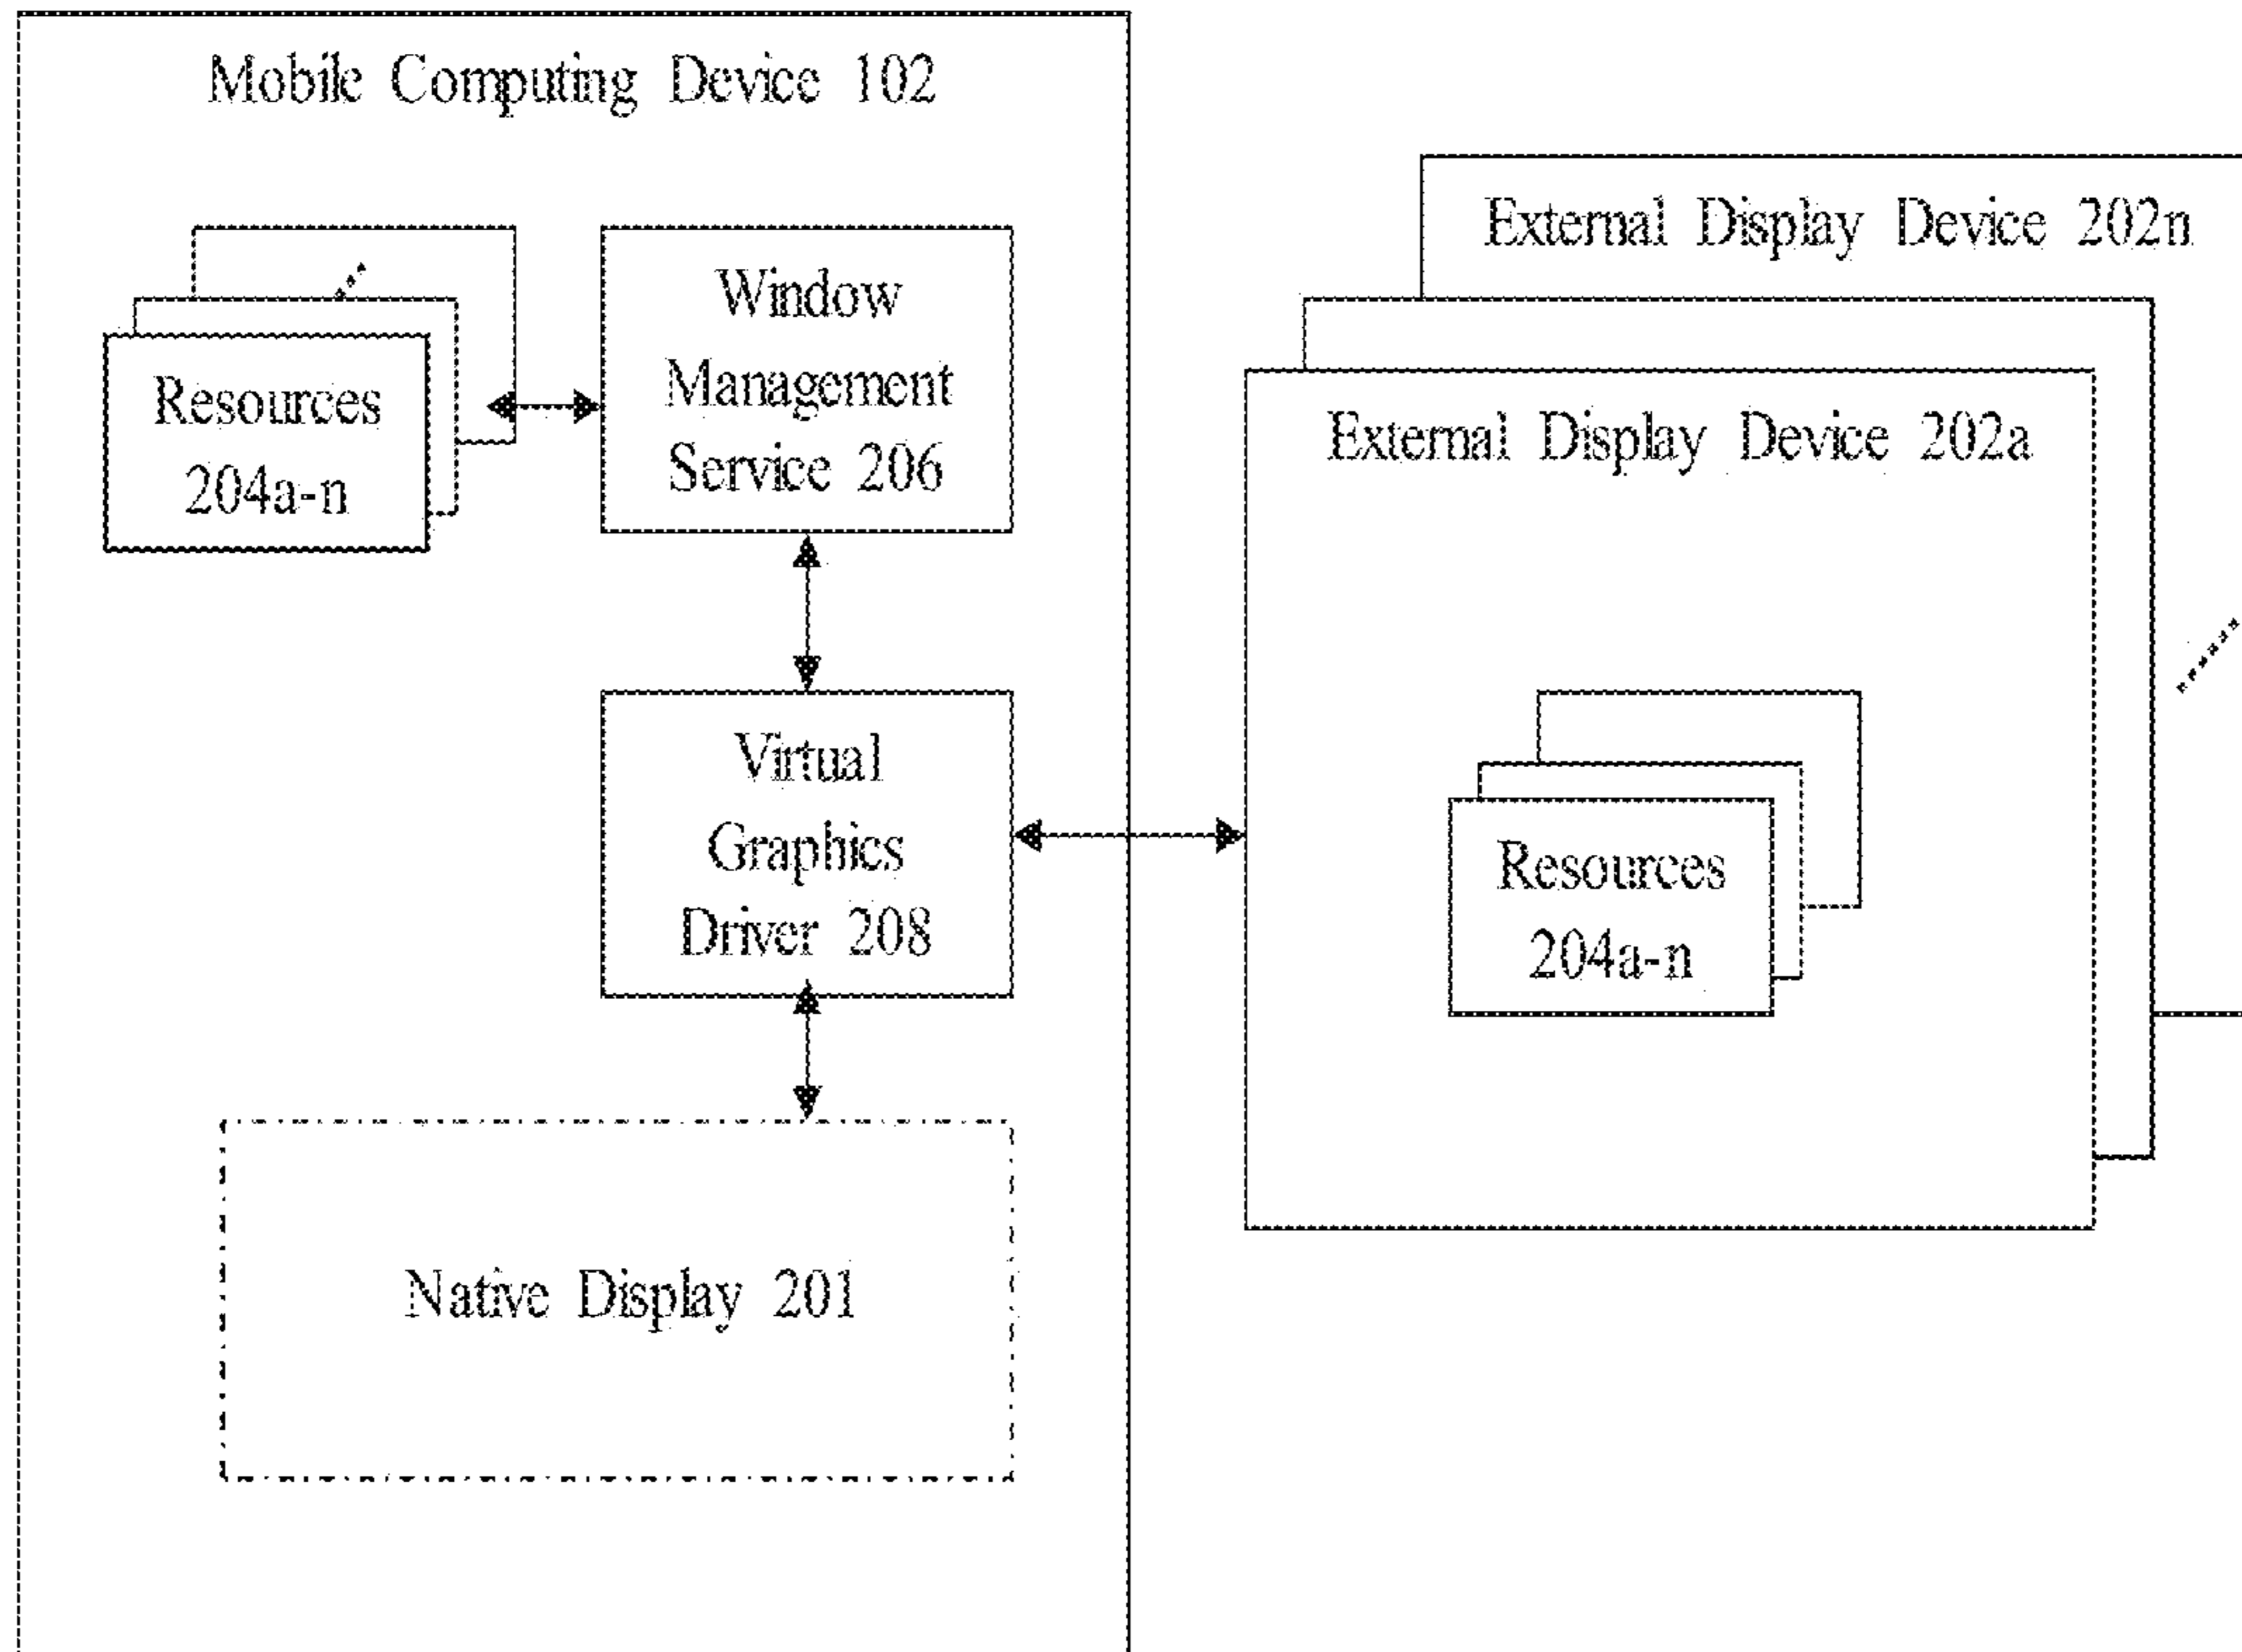 Mobile Computing Device 102
Resources
204a-n
Window
Management
Service 206
Virtual
Graphics
Driver 208
Native Display 201
External Display Device 202n
External Display Device 202a
Resources
204a-n